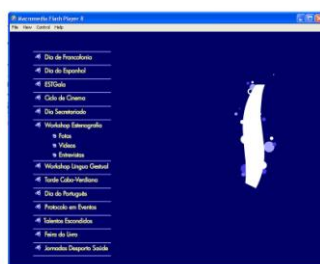 Macromedia Flash Player 8
File View Control Help
Dia da Francofonia
Dia do Espanhol
ESTGala
Ciclo de Cinema
Dia Secretariado
Workshop Estenografia
Fotos
Vídeos
Entrevistas
Workshop Língua Gestual
Tarde Cabo-Verdiana
Dia do Português
Protocolo em Eventos
Talentos Escondidos
Feira do Livro
Jornadas Desporto Saúde